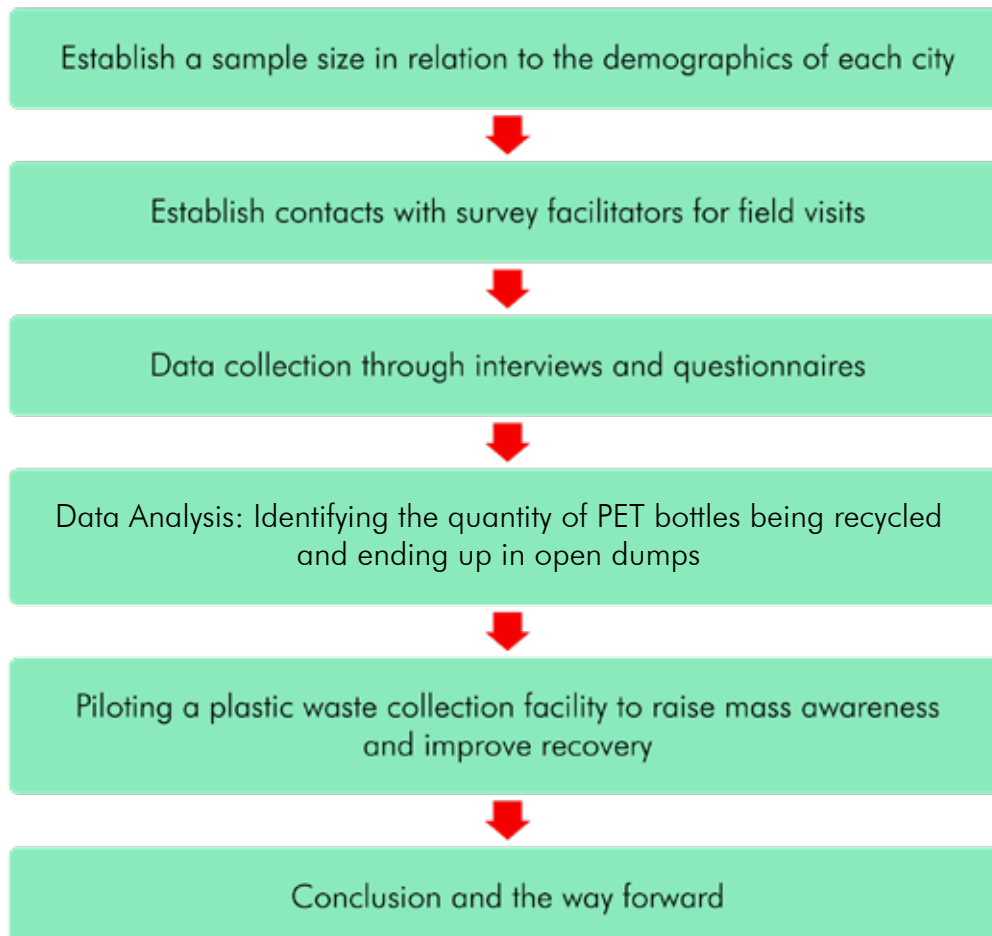 Establish a sample size in relation to the demographics of each city
Establish contacts with survey facilitators for field visits
Data collection through interviews and questionnaires
Data Analysis: Identifying the quantity of PET bottles being recycled
and ending up in open dumps
Piloting a plastic waste collection facility to raise mass awareness
and improve recovery
Conclusion and the way forward